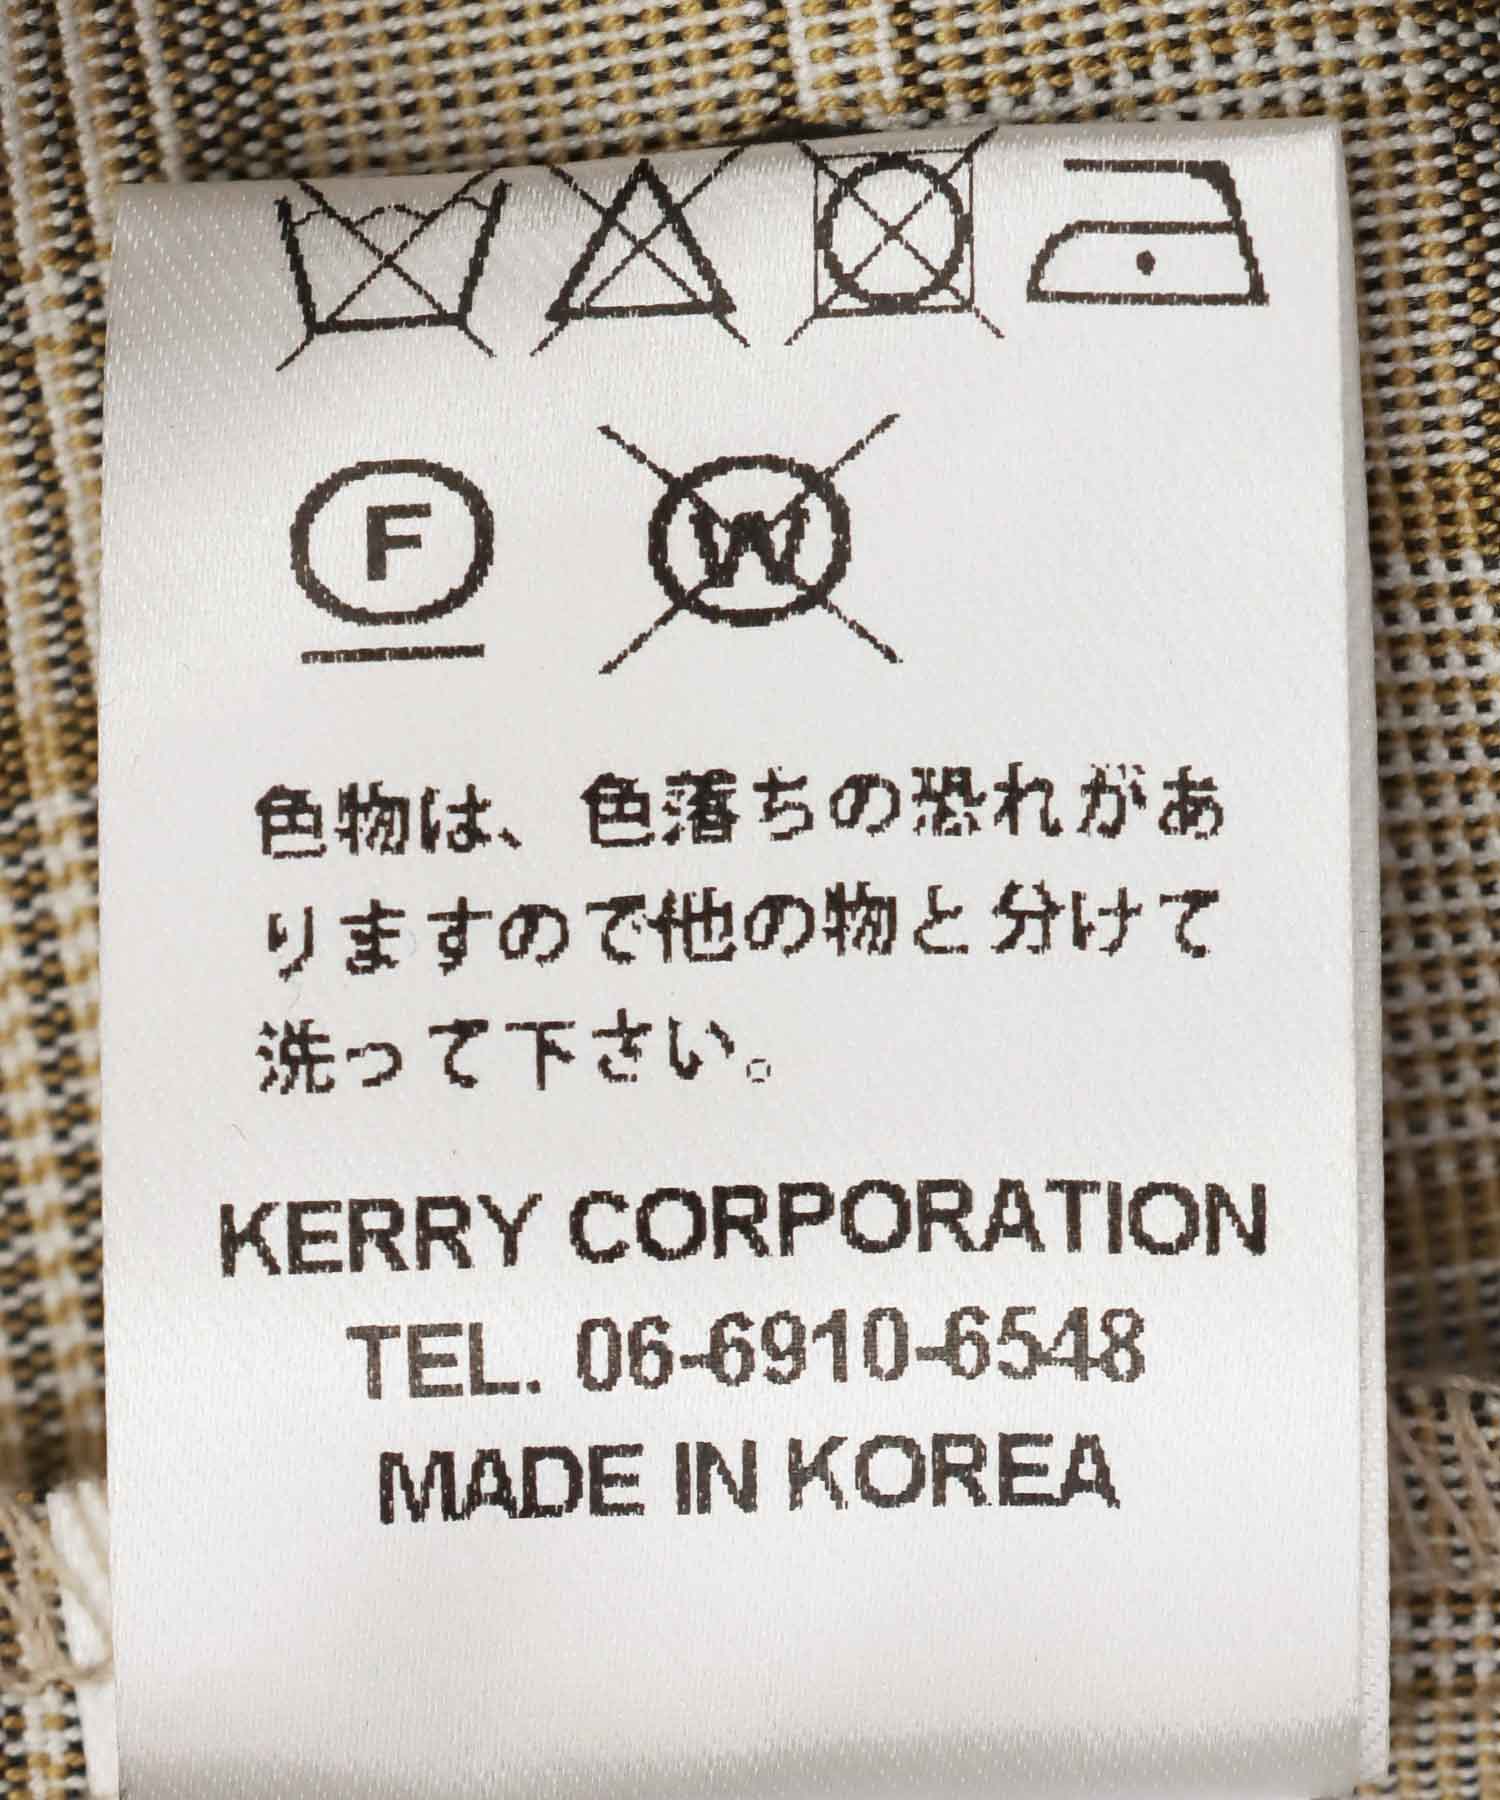 F W
色物は、色落ちの恐れがあ
りますので他の物と分けて
洗って下さい。
KERRY CORPORATION
TEL. 06-6910-6548
MADE IN KOREA